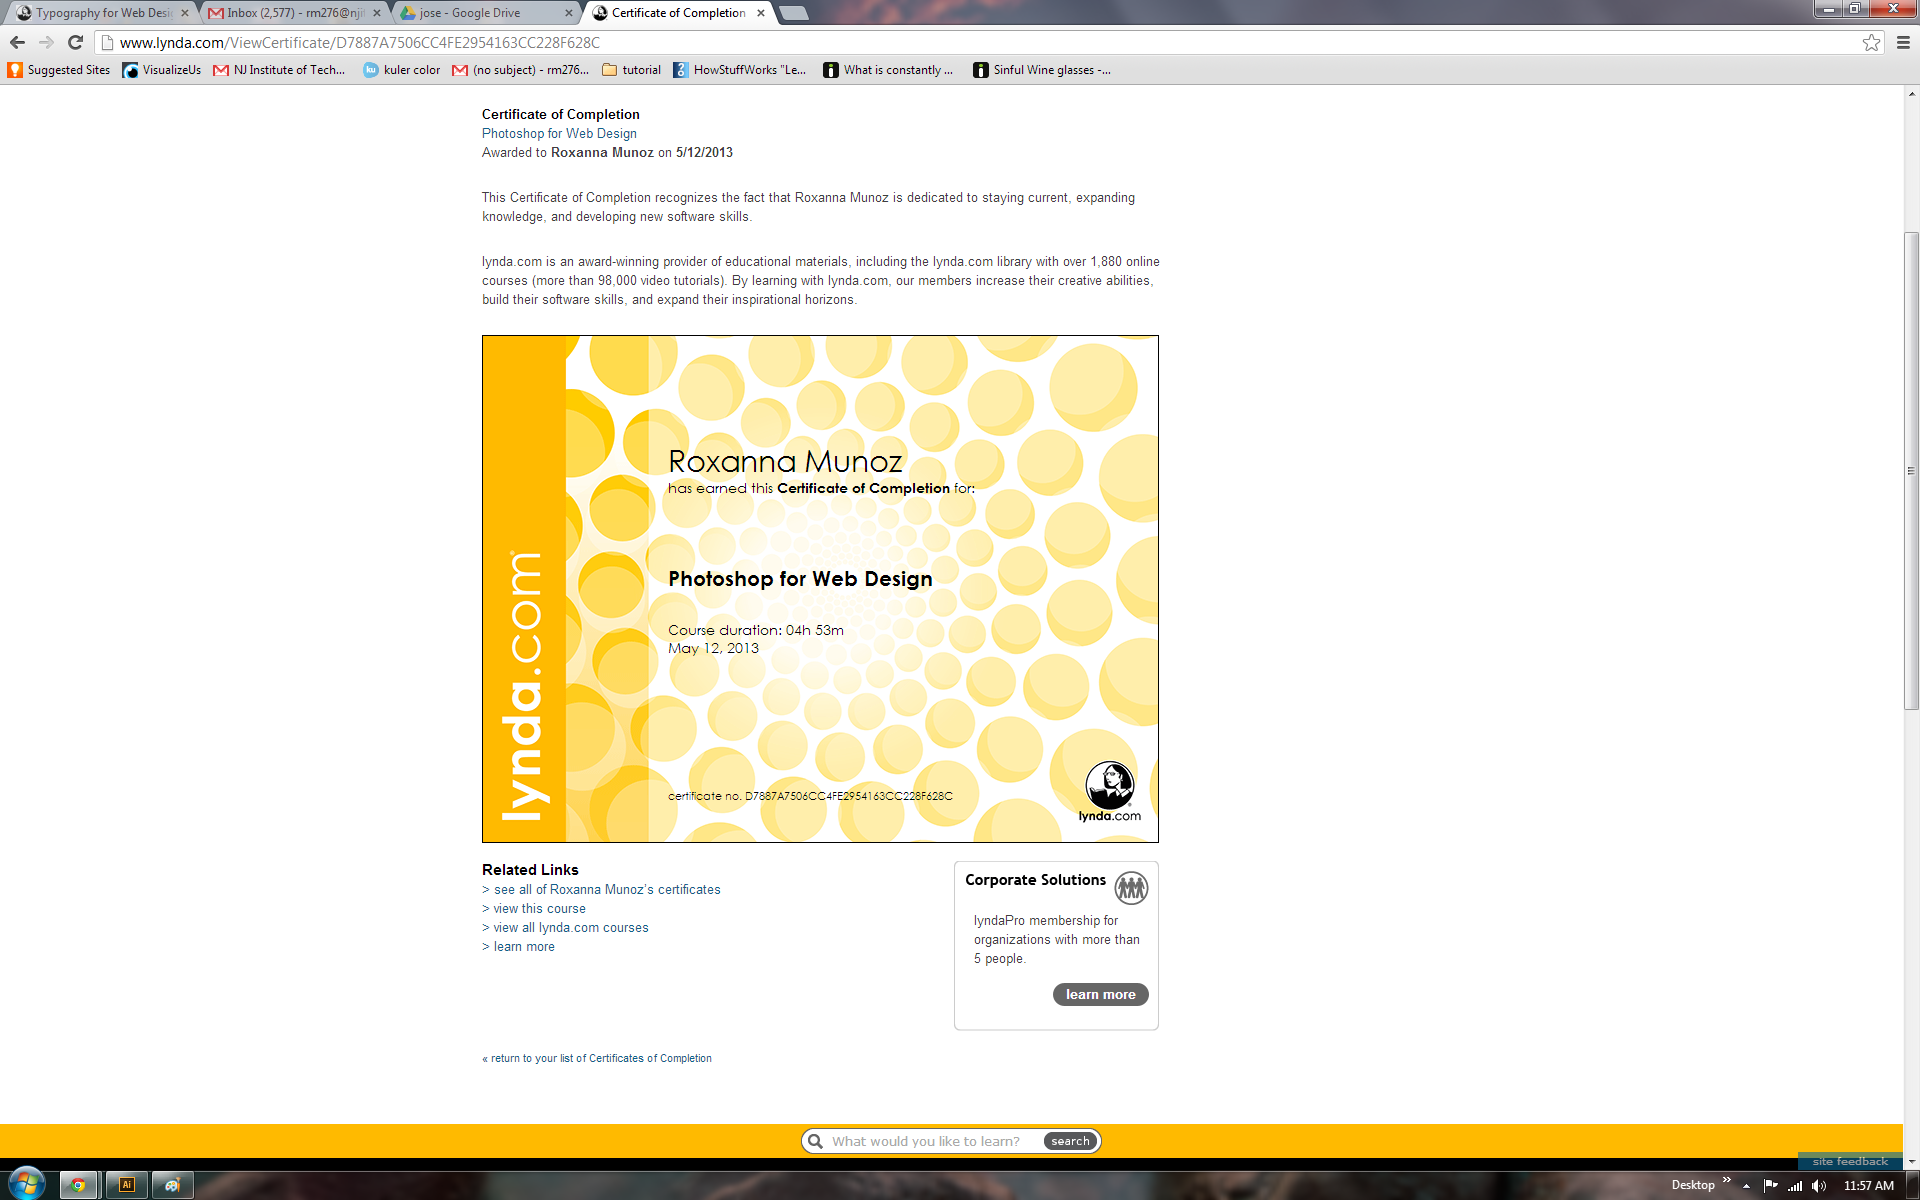 Typography for Web Desi
Inbox (2,577) - rm276@nji
jose - Google Drive
Certificate of Completion
www.lynda.com/ViewCertificate/D7887A7506CC4FE2954163CC228F628C
Suggested Sites
VisualizeUs
NJ Institute of Tech...
ku
kuler color
(no subject) - rm276...
tutorial
HowStuffWorks "Le...
What is constantly ...
Sinful Wine glasses -...
Certificate of Completion
Photoshop for Web Design
Awarded to Roxanna Munoz on 5/12/2013
This Certificate of Completion recognizes the fact that Roxanna Munoz is dedicated to staying current, expanding
knowledge, and developing new software skills.
lynda.com is an award-winning provider of educational materials, including the lynda.com library with over 1,880 online
courses (more than 98,000 video tutorials). By learning with lynda.com, our members increase their creative abilities,
build their software skills, and expand their inspirational horizons.
lynda.com
Roxanna Munoz
has earned this Certificate of Completion for:
Photoshop for Web Design
Course duration: 04h 53m
May 12, 2013
certificate no. D7887A7506CC4FE2954163CC228F628C
lynda.com
Related Links
> see all of Roxanna Munoz's certificates
> view this course
> view all lynda.com courses
> learn more
Corporate Solutions
lyndaPro membership for
organizations with more than
5 people.
learn more
« return to your list of Certificates of Completion
What would you like to learn?
search
site feedback
Ai
Desktop
11:57 AM